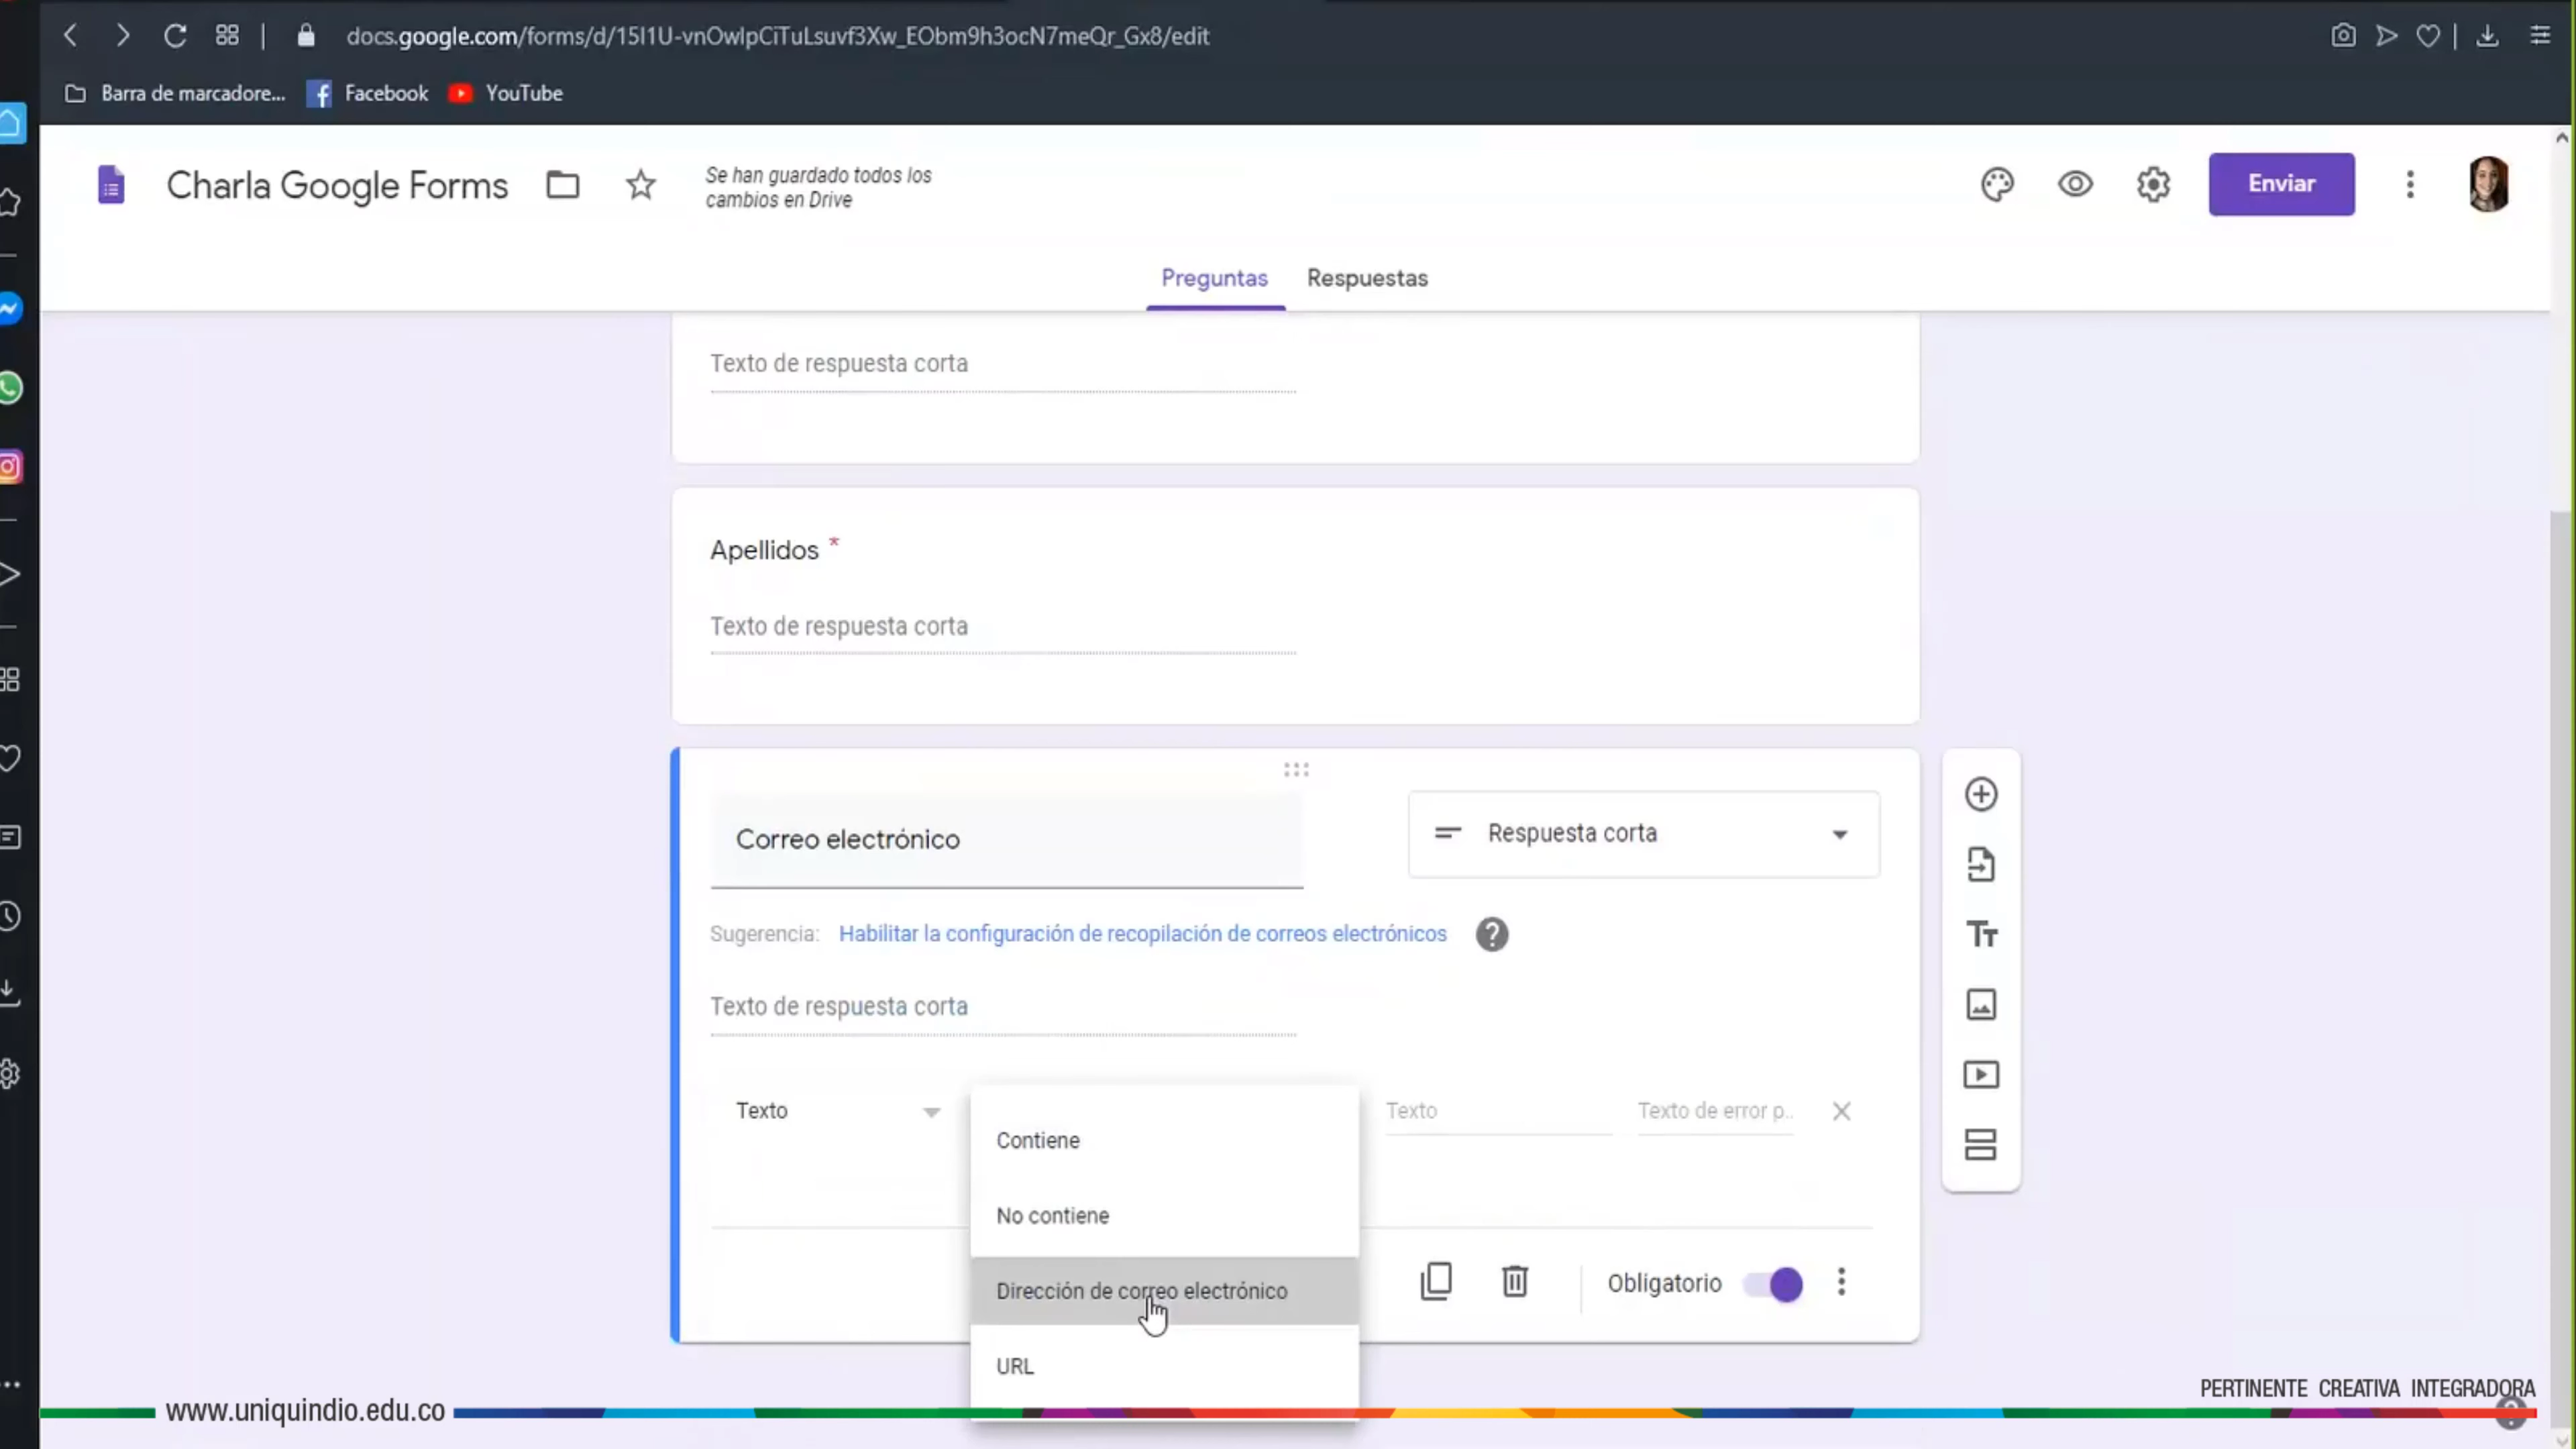 docs.google.com/forms/d/15I1U-vnOwlpCiTuLsuvf3Xw_EObm9h3ocN7meQr_Gx8/edit
Barra de marcadore... Facebook YouTube
Charla Google Forms
Se han guardado todos los
cambios en Drive
Enviar
Preguntas Respuestas
Texto de respuesta corta
Apellidos *
Texto de respuesta corta
Correo electrónico
Respuesta corta
Sugerencia: Habilitar la configuración de recopilación de correos electrónicos
Texto de respuesta corta
Texto
Texto
Texto de error p..
Contiene
No contiene
Dirección de correo electrónico
URL
Obligatorio
PERTINENTE CREATIVA INTEGRADORA
www.uniquindio.edu.co